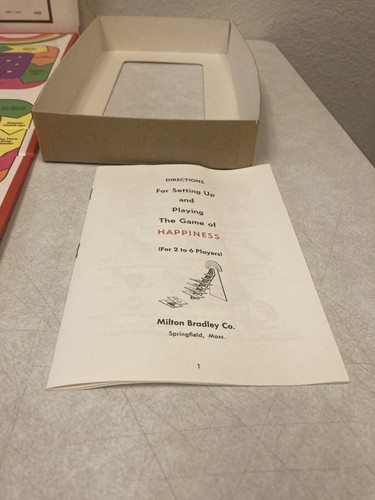 DIRECTIONS
For Setting Up
and
Playing
The Game of
HAPPINESS
(For 2 to 6 Players)
Milton Bradley Co.
Springfield, Mass.
1